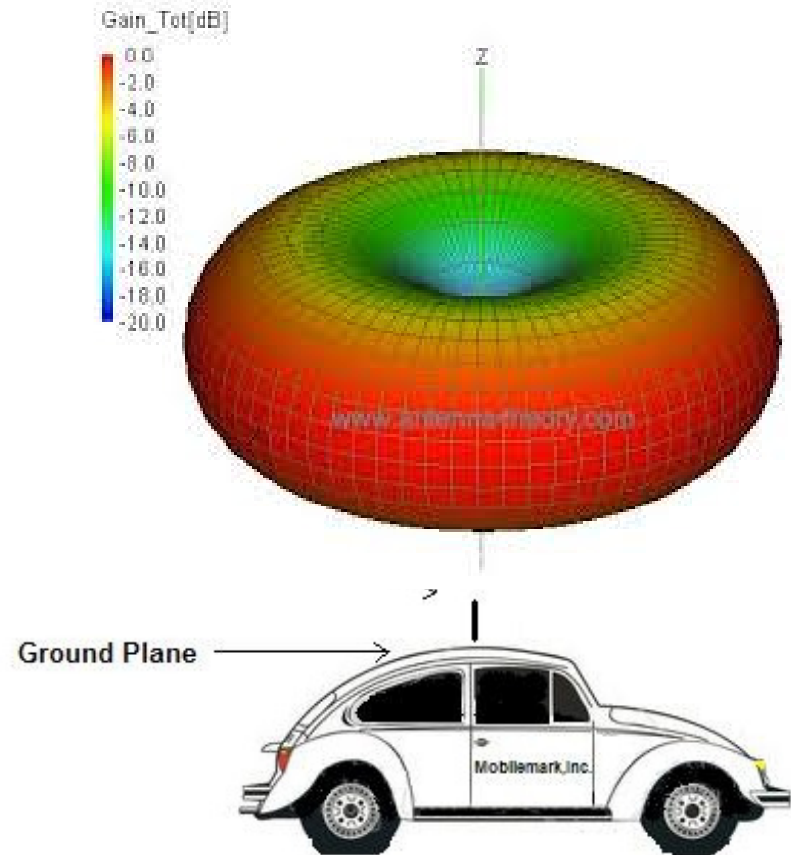 Gain_Tot[dB]
0.0
-2.0
-4.0
-6.0
-8.0
-10.0
-12.0
-14.0
-16.0
-18.0
-20.0
Z
www.antenna-theory.com
Ground Plane
Mobilemark,Inc.